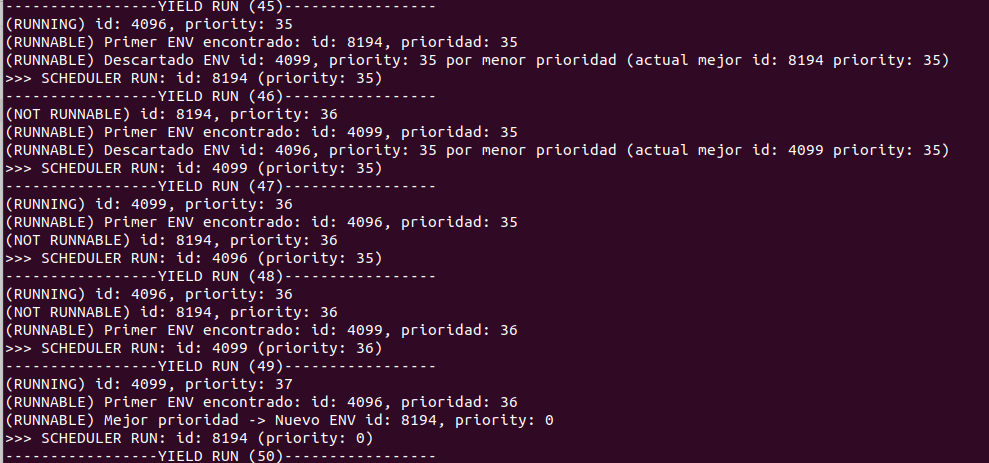 -----------------YIELD RUN (45)-----------------
(RUNNING) id: 4096, priority: 35
(RUNNABLE) Primer ENV encontrado: id: 8194, prioridad: 35
(RUNNABLE) Descartado ENV id: 4099, priority: 35 por menor prioridad (actual mejor id: 8194 priority: 35)
>>> SCHEDULER RUN: id: 8194 (priority: 35)
-----------------YIELD RUN (46)-----------------
(NOT RUNNABLE) id: 8194, priority: 36
(RUNNABLE) Primer ENV encontrado: id: 4099, prioridad: 35
(RUNNABLE) Descartado ENV id: 4096, priority: 35 por menor prioridad (actual mejor id: 4099 priority: 35)
>>> SCHEDULER RUN: id: 4099 (priority: 35)
-----------------YIELD RUN (47)-----------------
(RUNNING) id: 4099, priority: 36
(RUNNABLE) Primer ENV encontrado: id: 4096, prioridad: 35
(NOT RUNNABLE) id: 8194, priority: 36
>>> SCHEDULER RUN: id: 4096 (priority: 35)
-----------------YIELD RUN (48)-----------------
(RUNNING) id: 4096, priority: 36
(NOT RUNNABLE) id: 8194, priority: 36
(RUNNABLE) Primer ENV encontrado: id: 4099, prioridad: 36
>>> SCHEDULER RUN: id: 4099 (priority: 36)
-----------------YIELD RUN (49)-----------------
(RUNNING) id: 4099, priority: 37
(RUNNABLE) Primer ENV encontrado: id: 4096, prioridad: 36
(RUNNABLE) Mejor prioridad -> Nuevo ENV id: 8194, priority: 0
>>> SCHEDULER RUN: id: 8194 (priority: 0)
-----------------YIELD RUN (50)-----------------